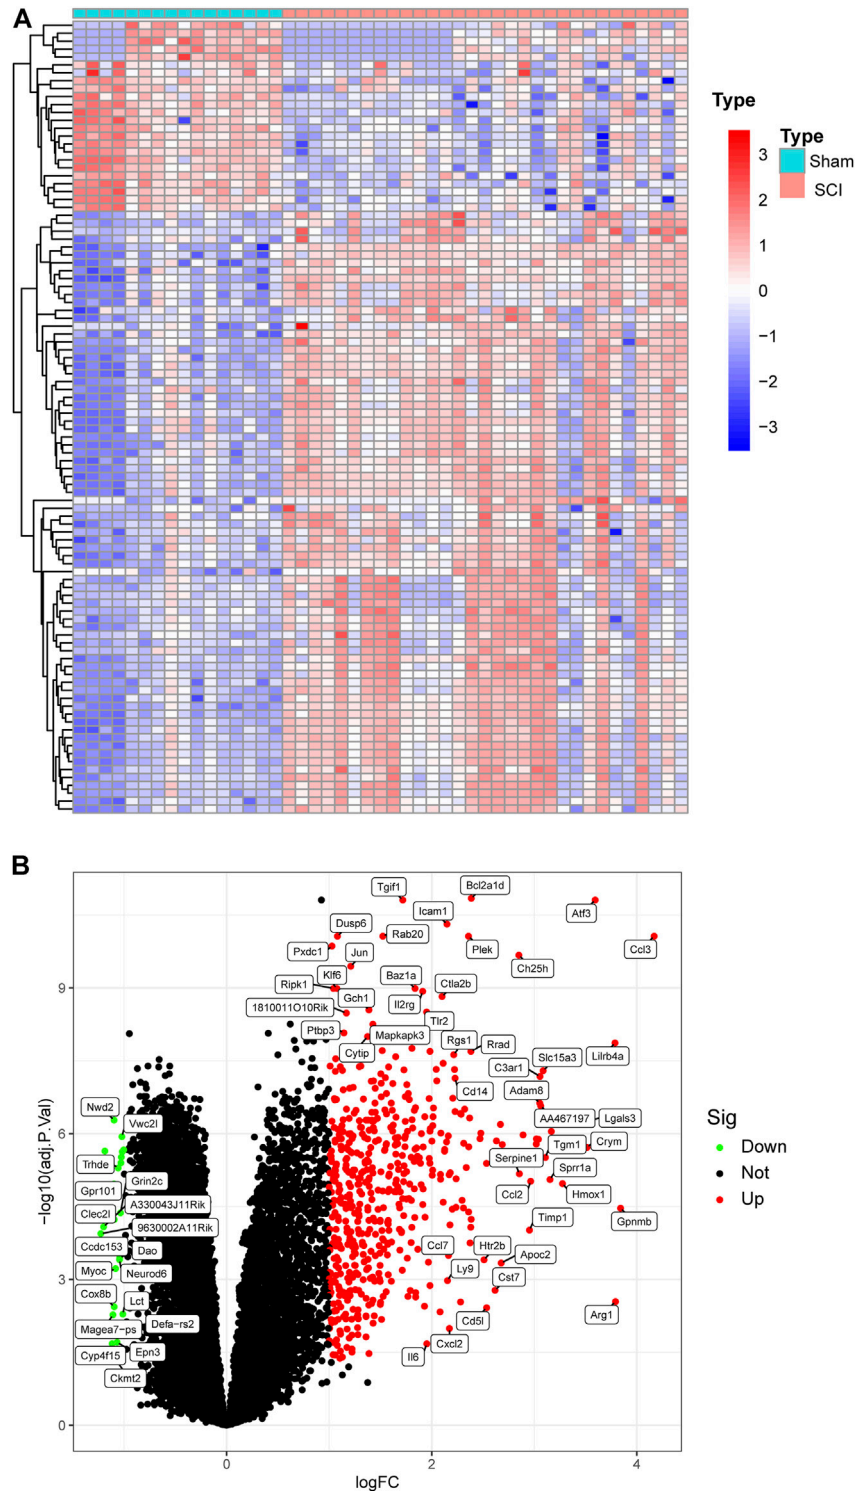 A
Type
3
2
1
0
−1
−2
−3
Type
Sham
SCI
B
Tgif1
Bcl2a1d
Icam1
Atf3
Dusp6
Rab20
Plek
Ccl3
Pxdc1
Jun
Ch25h
Klf6
Baz1a
Ctla2b
Ripk1
Gch1
Il2rg
1810011O10Rik
Tlr2
Ptbp3
Mapkapk3
Rgs1
Rrad
Cytip
Slc15a3
Lilrb4a
C3ar1
Cd14
Adam8
Nwd2
AA467197
Lgals3
Vwc2l
Tgm1
Crym
Trhde
Serpine1
Sprr1a
Grin2c
Gpr101
Ccl2
Hmox1
A330043J11Rik
Clec2l
Timp1
Gpnmb
9630002A11Rik
Ccdc153
Dao
Ccl7
Htr2b
Apoc2
Myoc
Neurod6
Ly9
Cst7
Cox8b
Lct
Arg1
Magea7−ps
Defa−rs2
Cd5l
Cxcl2
Cyp4f15
Epn3
Il6
Ckmt2
9
6
3
0
−log10(adj.P.Val)
0
2
4
logFC
Sig
Down
Not
Up